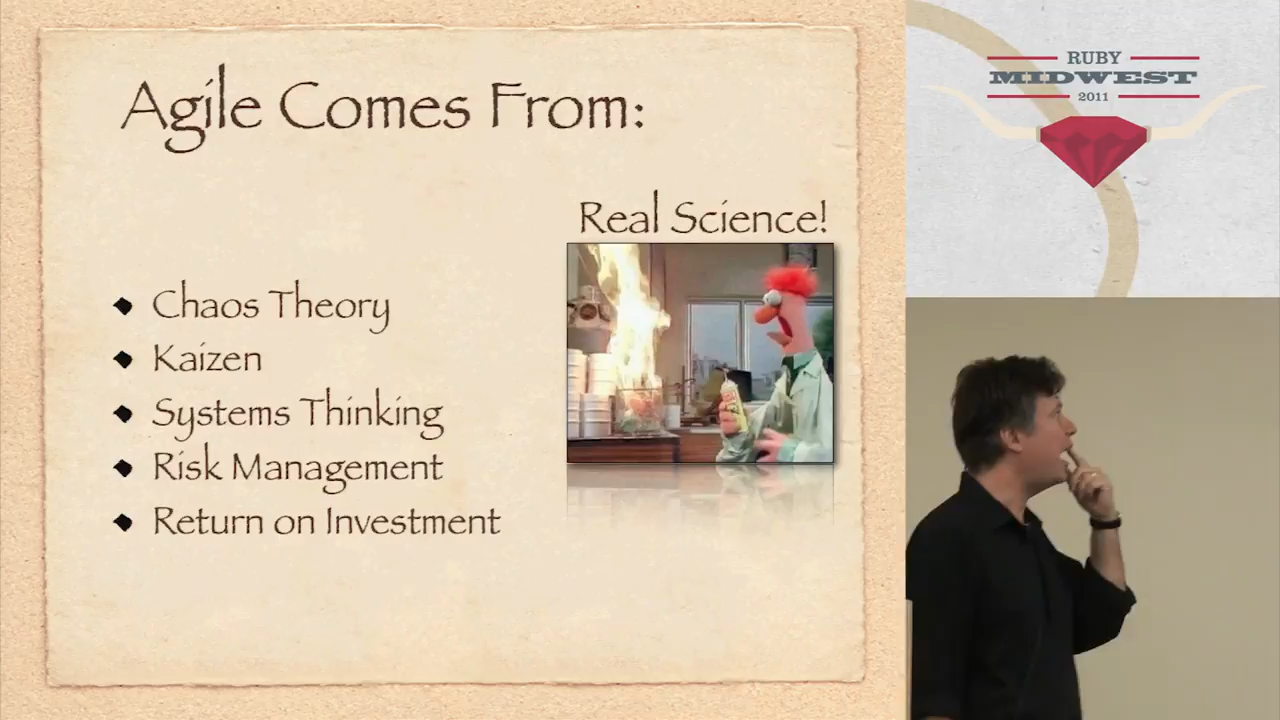 Agile Comes From:
Real Science!
Chaos Theory
Kaizen
Systems Thinking
Risk Management
Return on Investment
RUBY
MIDWEST
2011